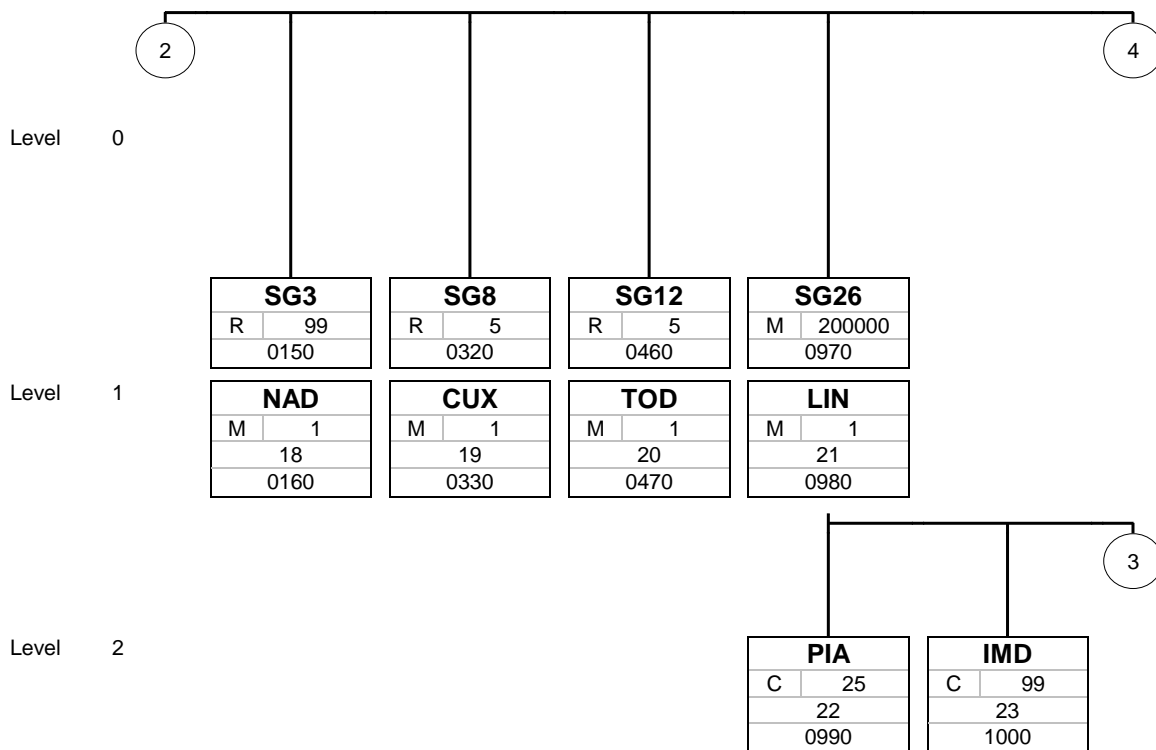 2 4
Level 0
SG3 SG8 SG12 SG26
R 99 R 5 R 5 M 200000
0150 0320 0460 0970
Level 1
NAD CUX TOD LIN
M 1 M 1 M 1 M 1
18 19 20 21
0160 0330 0470 0980
3
Level 2
PIA IMD
C 25 C 99
22 23
0990 1000